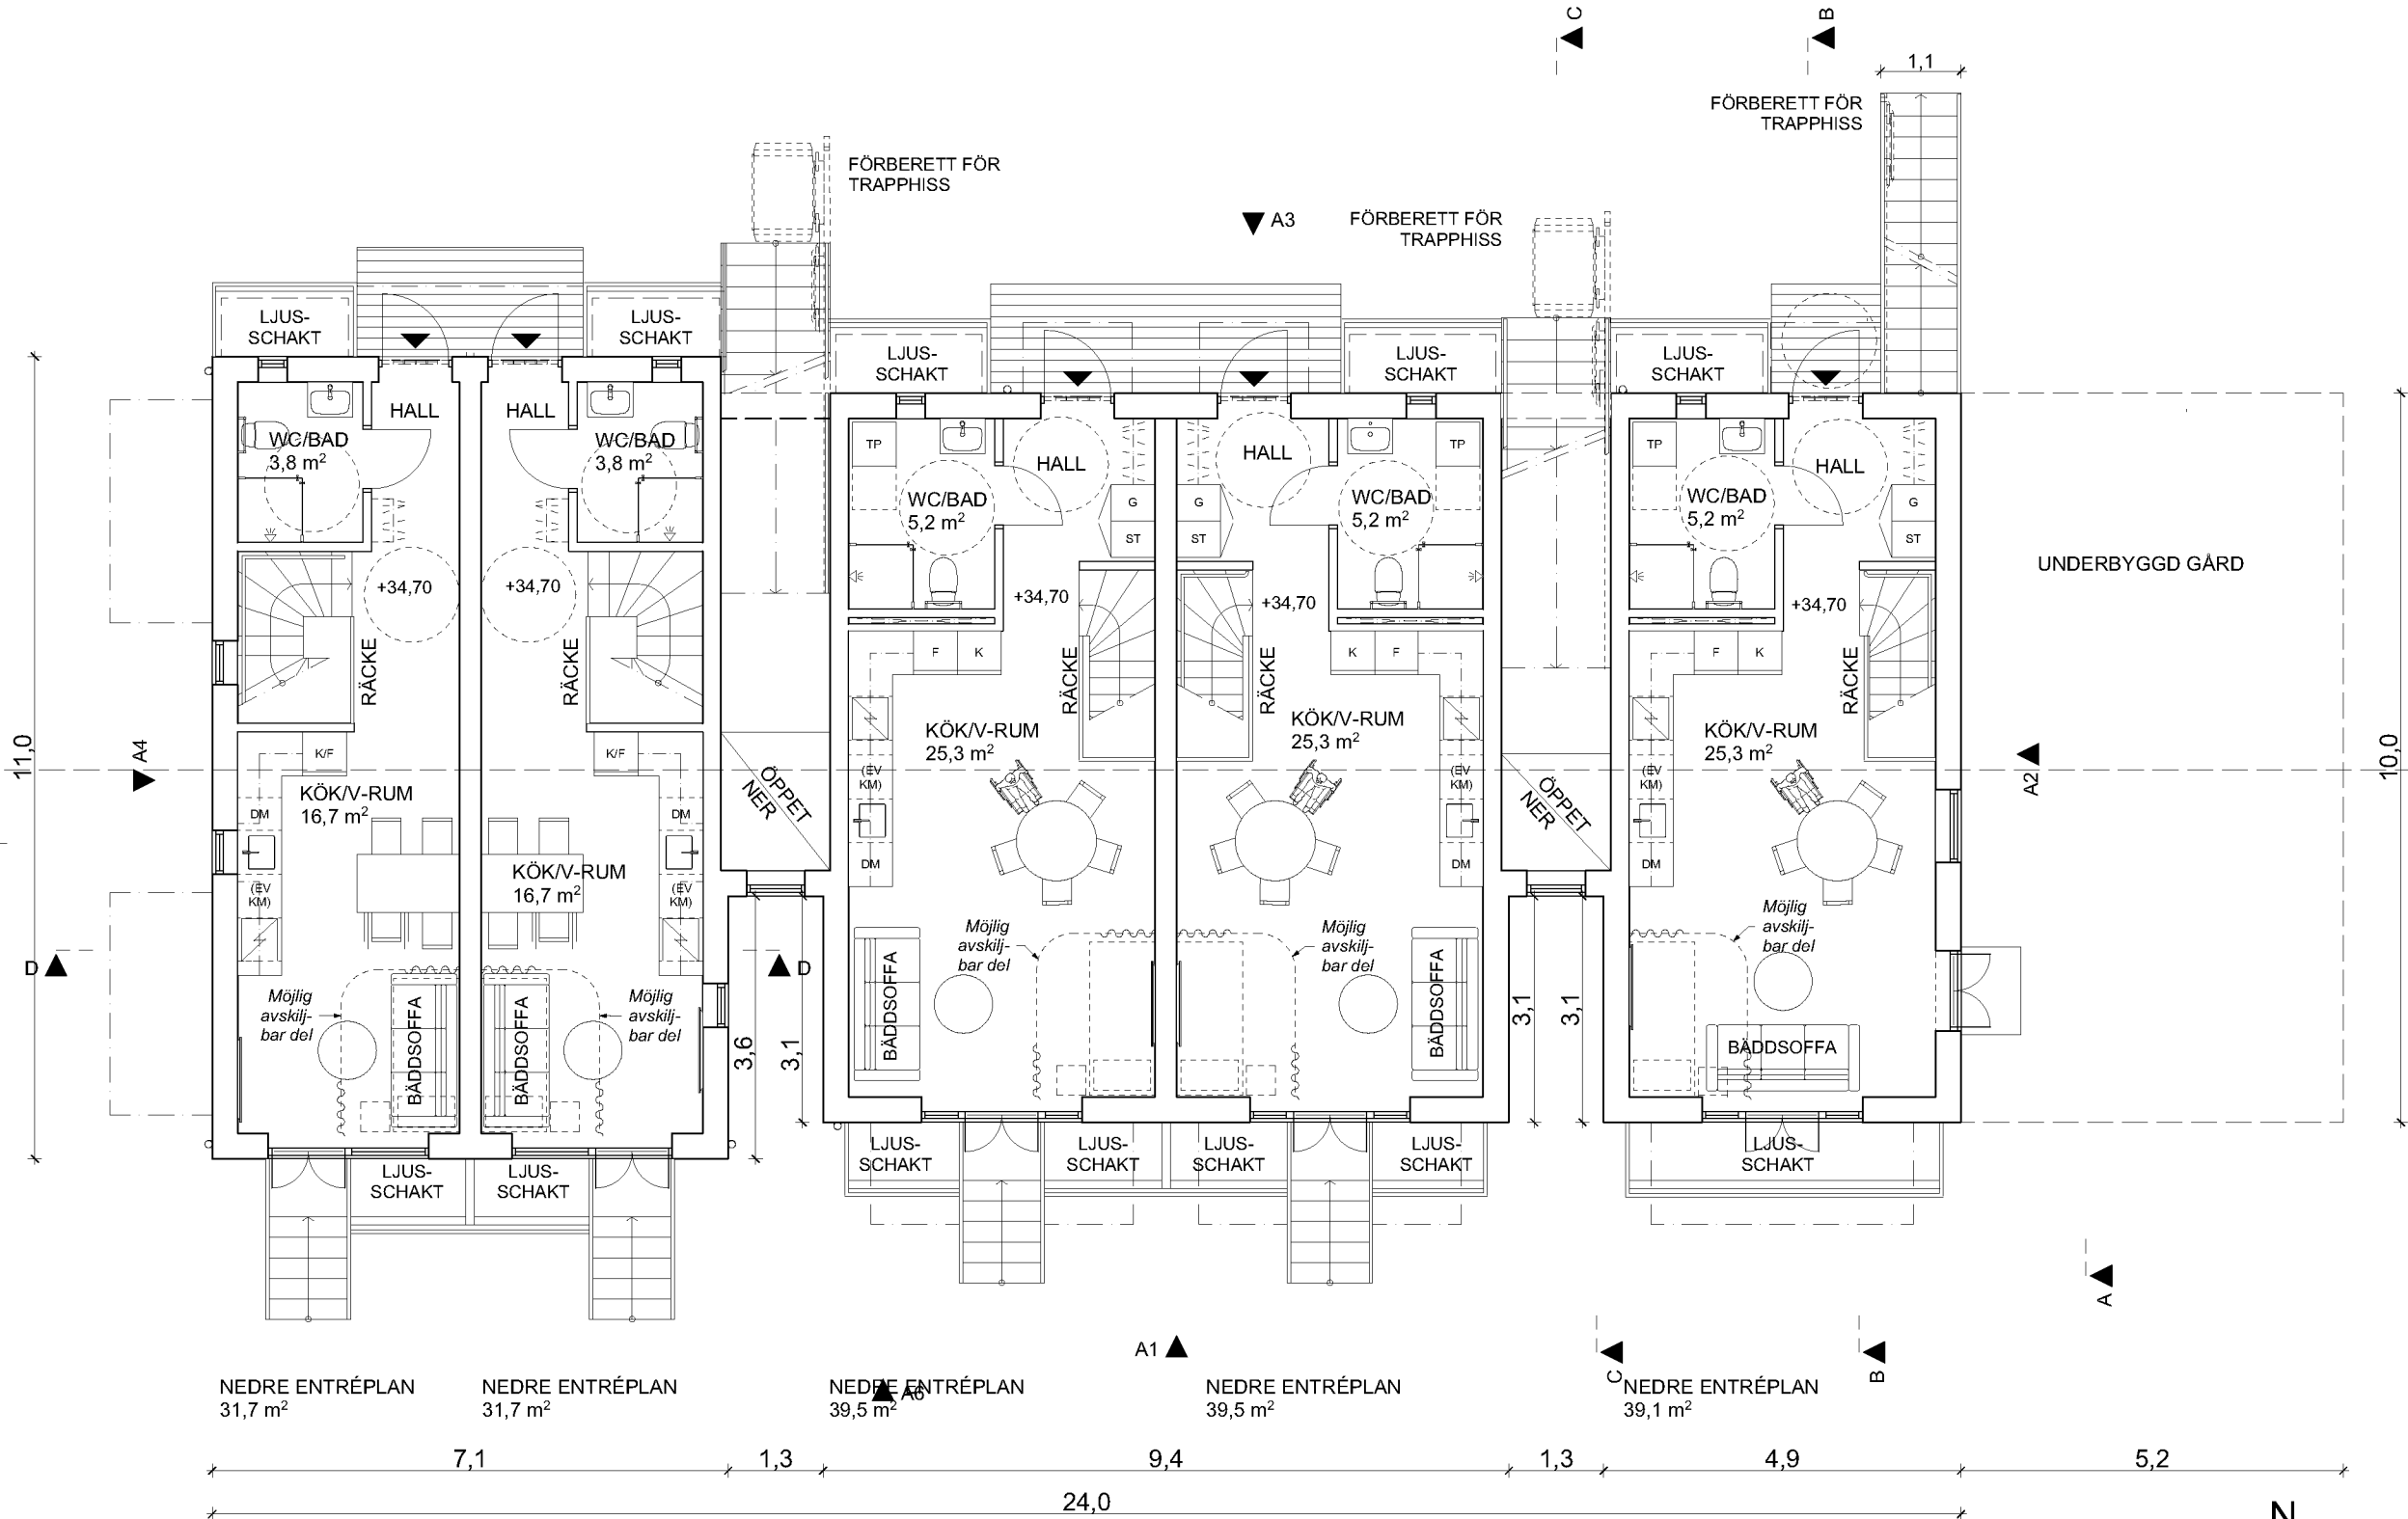 C
B
1,1
FÖRBERETT FÖR
TRAPPHISS
FÖRBERETT FÖR
TRAPPHISS
A3
FÖRBERETT FÖR
TRAPPHISS
LJUS-
SCHAKT
LJUS-
SCHAKT
LJUS-
SCHAKT
LJUS-
SCHAKT
LJUS-
SCHAKT
HALL
HALL
WC/BAD
3,8 m²
WC/BAD
3,8 m²
TP
HALL
HALL
TP
TP
HALL
WC/BAD
5,2 m²
G
ST
G
ST
WC/BAD
5,2 m²
WC/BAD
5,2 m²
G
ST
UNDERBYGGD GÅRD
+34,70
+34,70
+34,70
+34,70
+34,70
RÄCKE
RÄCKE
RÄCKE
RÄCKE
RÄCKE
F
K
K
F
F
K
11,0
A4
K/F
K/F
KÖK/V-RUM
25,3 m²
KÖK/V-RUM
25,3 m²
KÖK/V-RUM
25,3 m²
A2
10,0
ÖPPET
NER
ÖPPET
NER
(EV
KM)
(EV
KM)
(EV
KM)
KÖK/V-RUM
16,7 m²
DM
DM
KÖK/V-RUM
16,7 m²
DM
DM
DM
(EV
KM)
(EV
KM)
Möjlig
avskilj-
bar del
Möjlig
avskilj-
bar del
Möjlig
avskilj-
bar del
D
D
Möjlig
avskilj-
bar del
BÄDDSOFFA
BÄDDSOFFA
Möjlig
avskilj-
bar del
BÄDDSOFFA
BÄDDSOFFA
BÄDDSOFFA
3,6
3,1
3,1
3,1
LJUS-
SCHAKT
LJUS-
SCHAKT
LJUS-
SCHAKT
LJUS-
SCHAKT
LJUS-
SCHAKT
LJUS-
SCHAKT
LJUS-
SCHAKT
A
A1
C
B
NEDRE ENTRÉPLAN
31,7 m²
NEDRE ENTRÉPLAN
31,7 m²
NEDRE ENTRÉPLAN
39,5 m²
A6
NEDRE ENTRÉPLAN
39,5 m²
NEDRE ENTRÉPLAN
39,1 m²
7,1
1,3
9,4
1,3
4,9
5,2
24,0
N